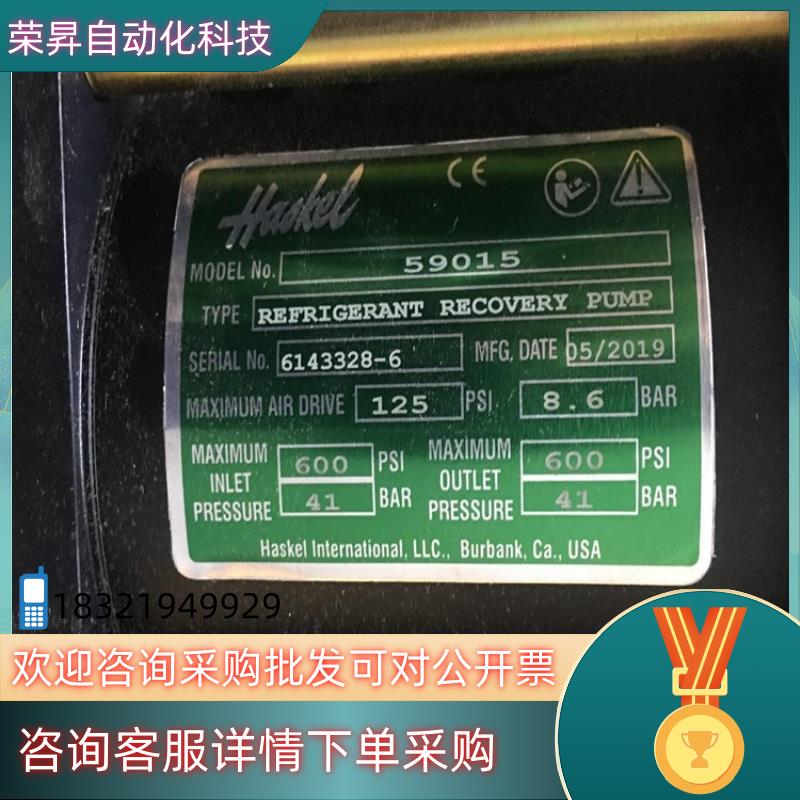 荣昇自动化科技
Haskel
CE
MODEL No. 59015
TYPE REFRIGERANT RECOVERY PUMP
SERIAL No. 6143328-6 MFG. DATE 05/2019
MAXIMUM AIR DRIVE 125 PSI 8.6 BAR
MAXIMUM INLET PRESSURE 600 PSI 41 BAR
MAXIMUM OUTLET PRESSURE 600 PSI 41 BAR
Haskel International, LLC., Burbank, Ca., USA
18321949929
欢迎咨询采购批发可对公开票
咨询客服详情下单采购